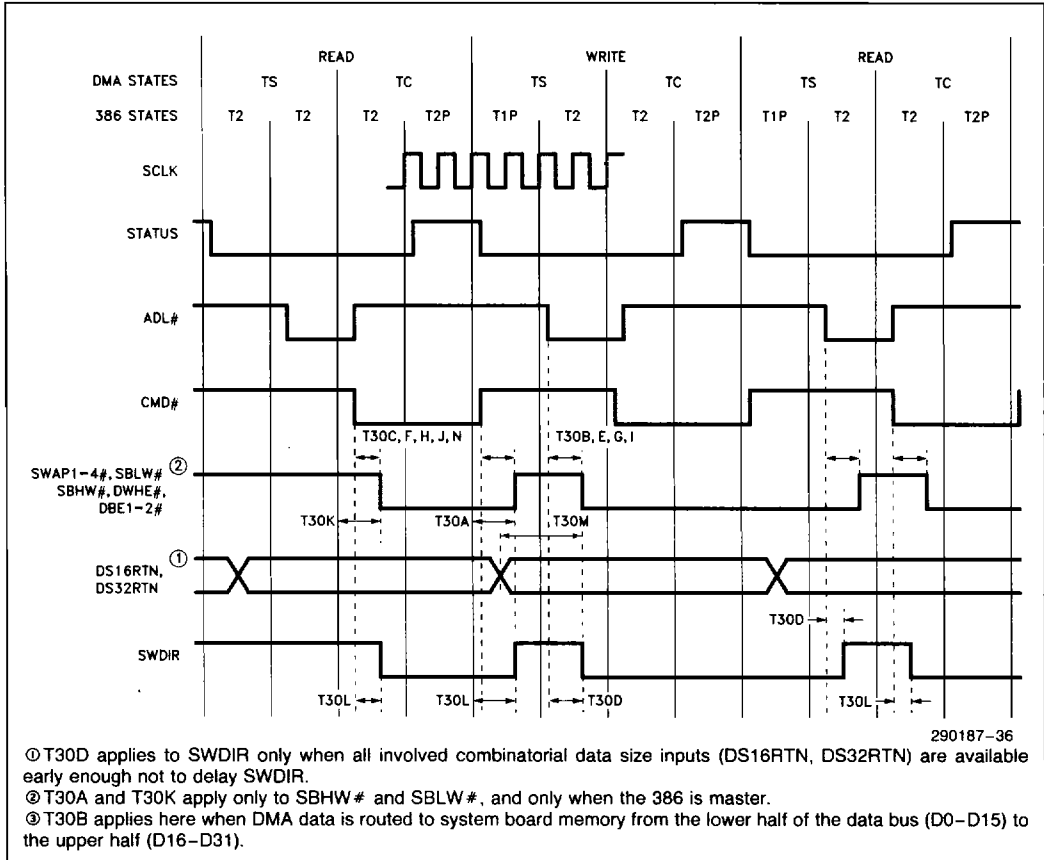 READ WRITE READ
DMA STATES TS TC TS TC TS TC
386 STATES T2 T2 T2 T2P T1P T2 T2 T2P T1P T2 T2 T2P
SCLK
STATUS
ADL#
CMD#
T30C, F, H, J, N T30B, E, G, I
SWAP1-4#, SBLW# ②
SBHW#, DWHE#,
DBE1-2#
T30K T30A T30M
DS16RTN, ①
DS32RTN
T30D
SWDIR
T30L T30L T30D T30L
290187-36
①T30D applies to SWDIR only when all involved combinatorial data size inputs (DS16RTN, DS32RTN) are available
early enough not to delay SWDIR.
②T30A and T30K apply only to SBHW# and SBLW#, and only when the 386 is master.
③T30B applies here when DMA data is routed to system board memory from the lower half of the data bus (D0–D15) to
the upper half (D16–D31).